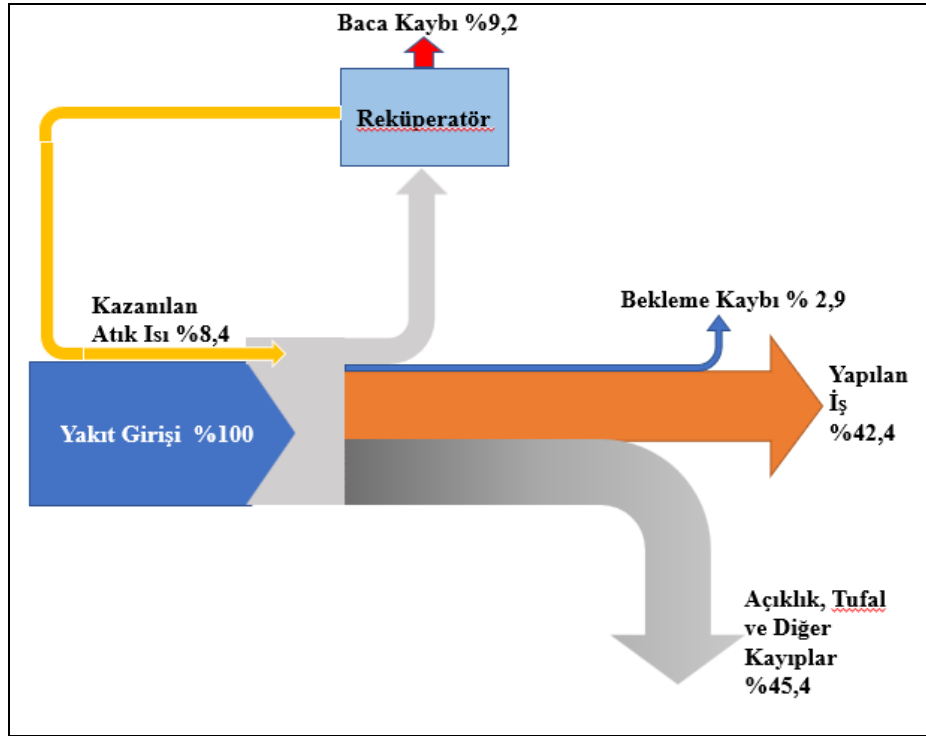 Baca Kaybı %9,2
Reküperatör
Kazanılan
Atık Isı %8,4
Bekleme Kaybı % 2,9
Yakıt Girişi %100
Yapılan
İş
%42,4
Açıklık, Tufal
ve Diğer
Kayıplar
%45,4